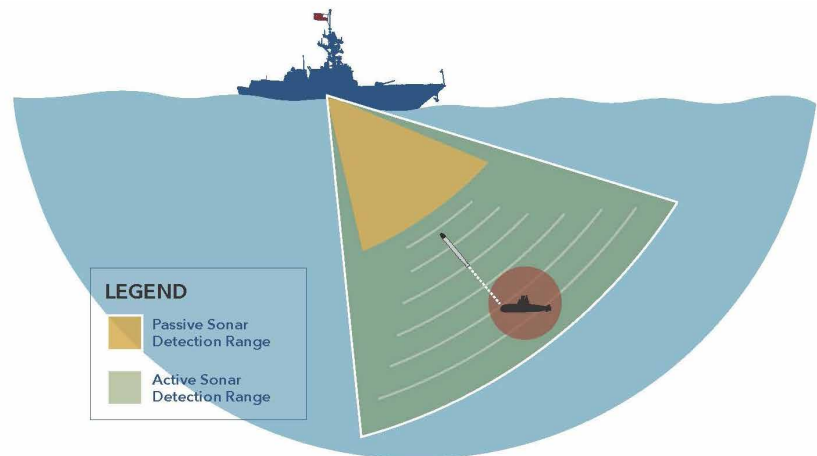 LEGEND
Passive Sonar
Detection Range
Active Sonar
Detection Range